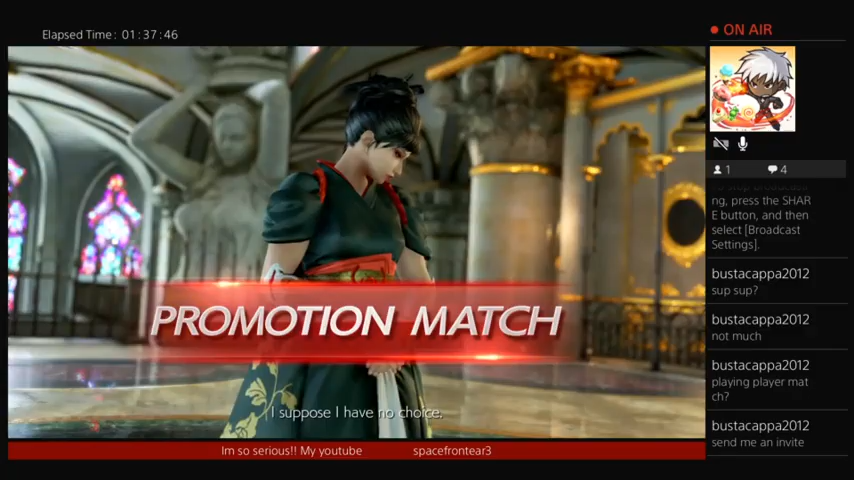 Elapsed Time : 01:37:46
ON AIR
1 4
ng, press the SHAR
E button, and then
select [Broadcast
Settings].
bustacappa2012
sup sup?
bustacappa2012
not much
bustacappa2012
playing player mat
ch?
bustacappa2012
send me an invite
PROMOTION MATCH
I suppose I have no choice.
Im so serious!! My youtube spacefrontear3